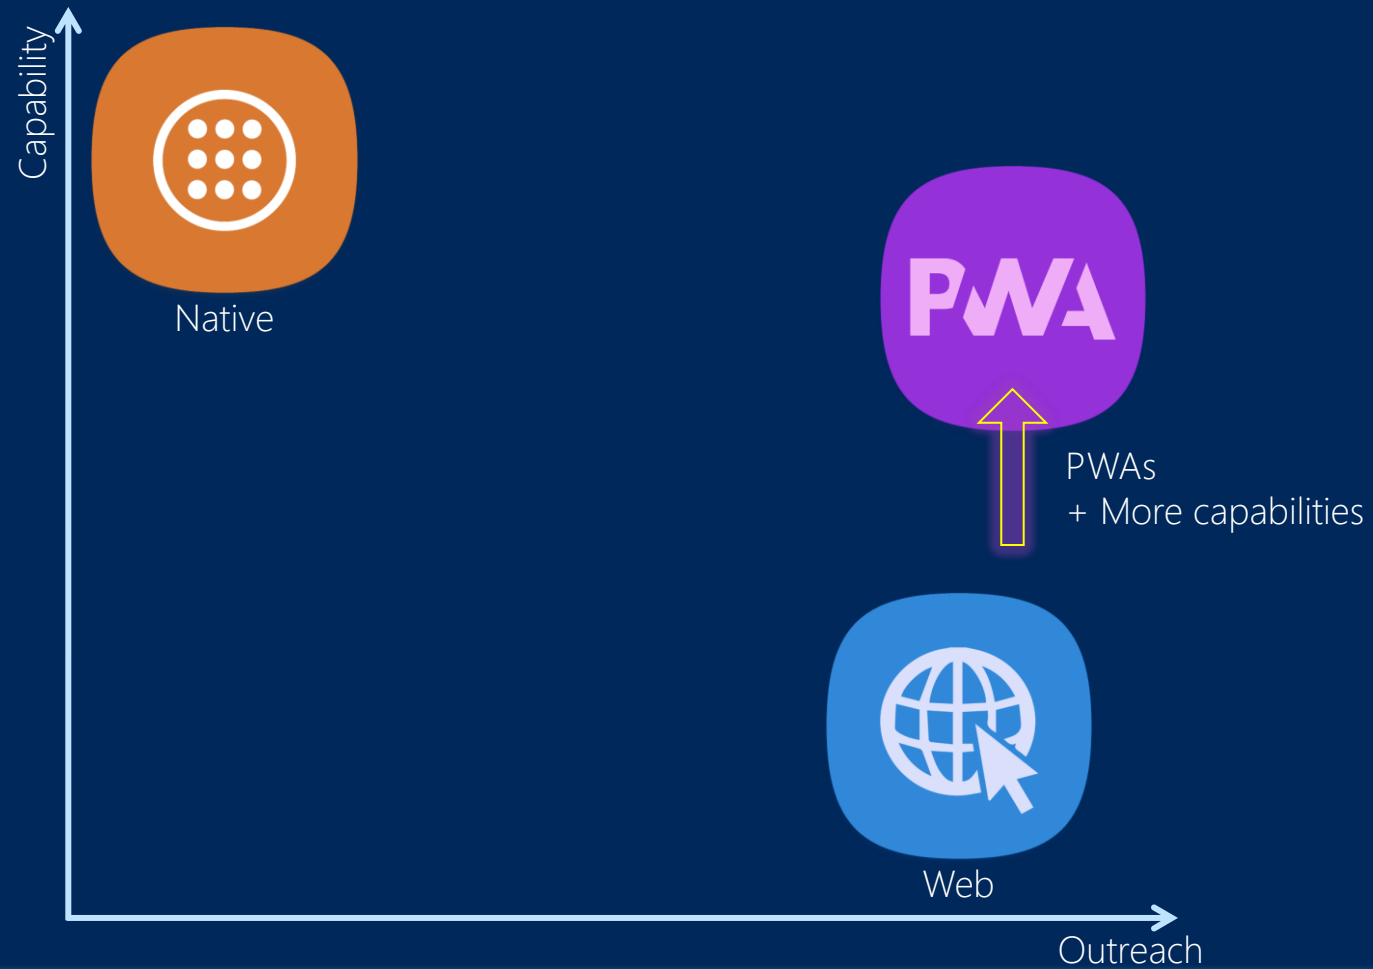 Capability
Native
PWA
PWAs
+ More capabilities
Web
Outreach